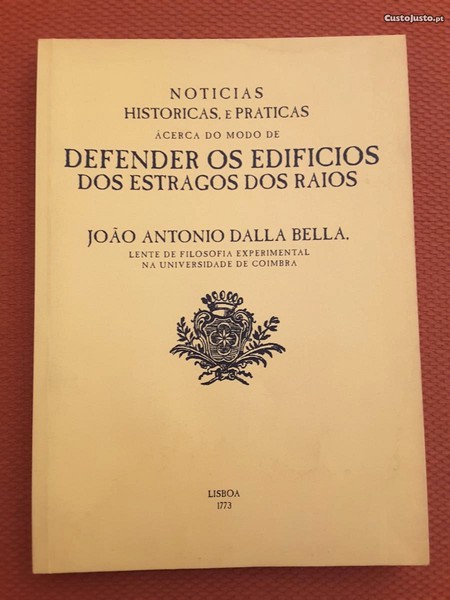 CustoJusto.pt
NOTICIAS
HISTORICAS, E PRATICAS
ÁCERCA DO MODO DE
DEFENDER OS EDIFICIOS
DOS ESTRAGOS DOS RAIOS
JOÃO ANTONIO DALLA BELLA.
LENTE DE FILOSOFIA EXPERIMENTAL
NA UNIVERSIDADE DE COIMBRA
LISBOA
1773